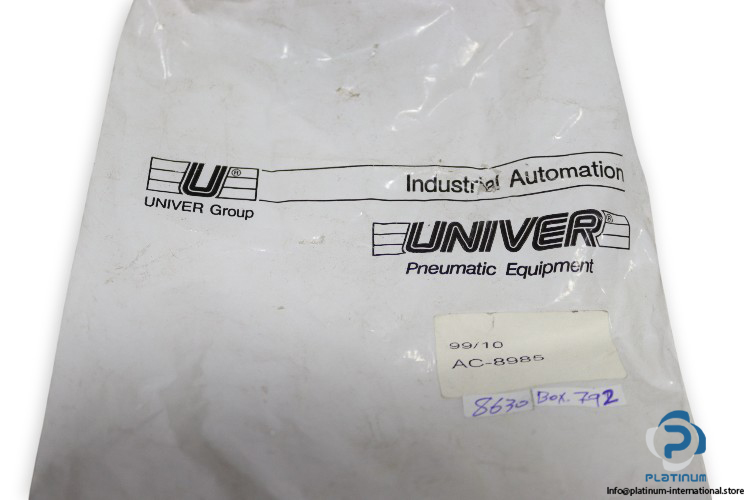 U®
UNIVER Group
Industrial Automation
UNIVER®
Pneumatic Equipment
99/10
AC-8985
8630 Box.792
P
PLATINUM
Info@platinum-international.store